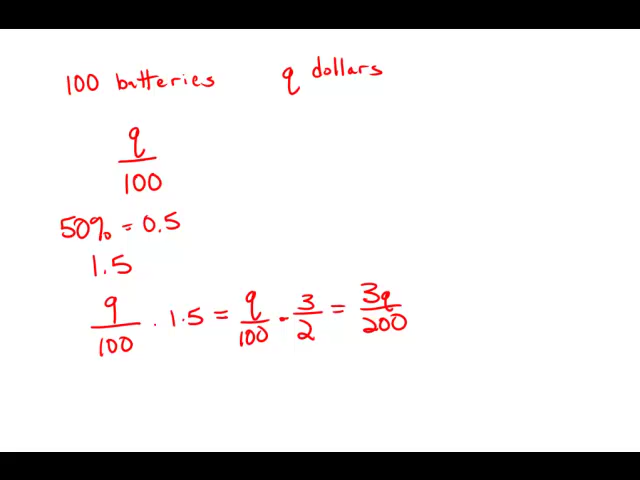 100 batteries q dollars
q/100
50% = 0.5
1.5
q/100 · 1.5 = q/100 · 3/2 = 3q/200